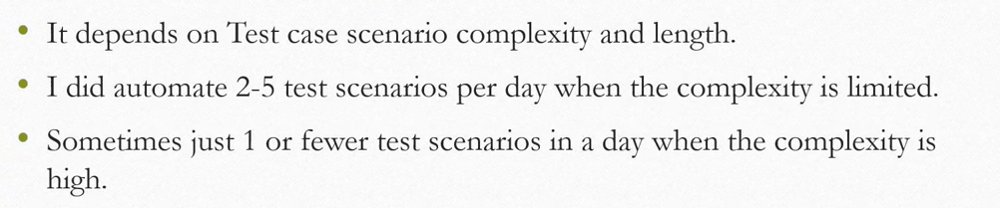 • It depends on Test case scenario complexity and length.
• I did automate 2-5 test scenarios per day when the complexity is limited.
• Sometimes just 1 or fewer test scenarios in a day when the complexity is
high.